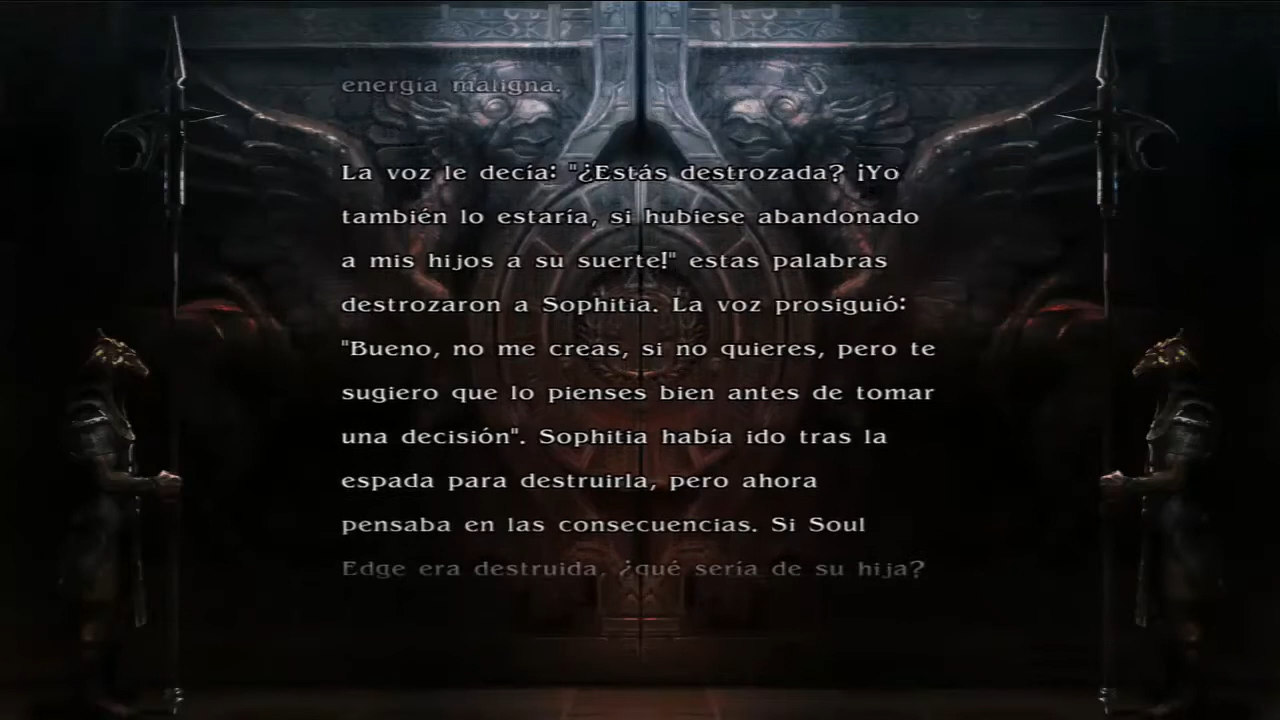 energía maligna.
La voz le decía: "¿Estás destrozada? ¡Yo
también lo estaría, si hubiese abandonado
a mis hijos a su suerte!" estas palabras
destrozaron a Sophitia. La voz prosiguió:
"Bueno, no me creas, si no quieres, pero te
sugiero que lo pienses bien antes de tomar
una decisión". Sophitia había ido tras la
espada para destruirla, pero ahora
pensaba en las consecuencias. Si Soul
Edge era destruida, ¿qué sería de su hija?